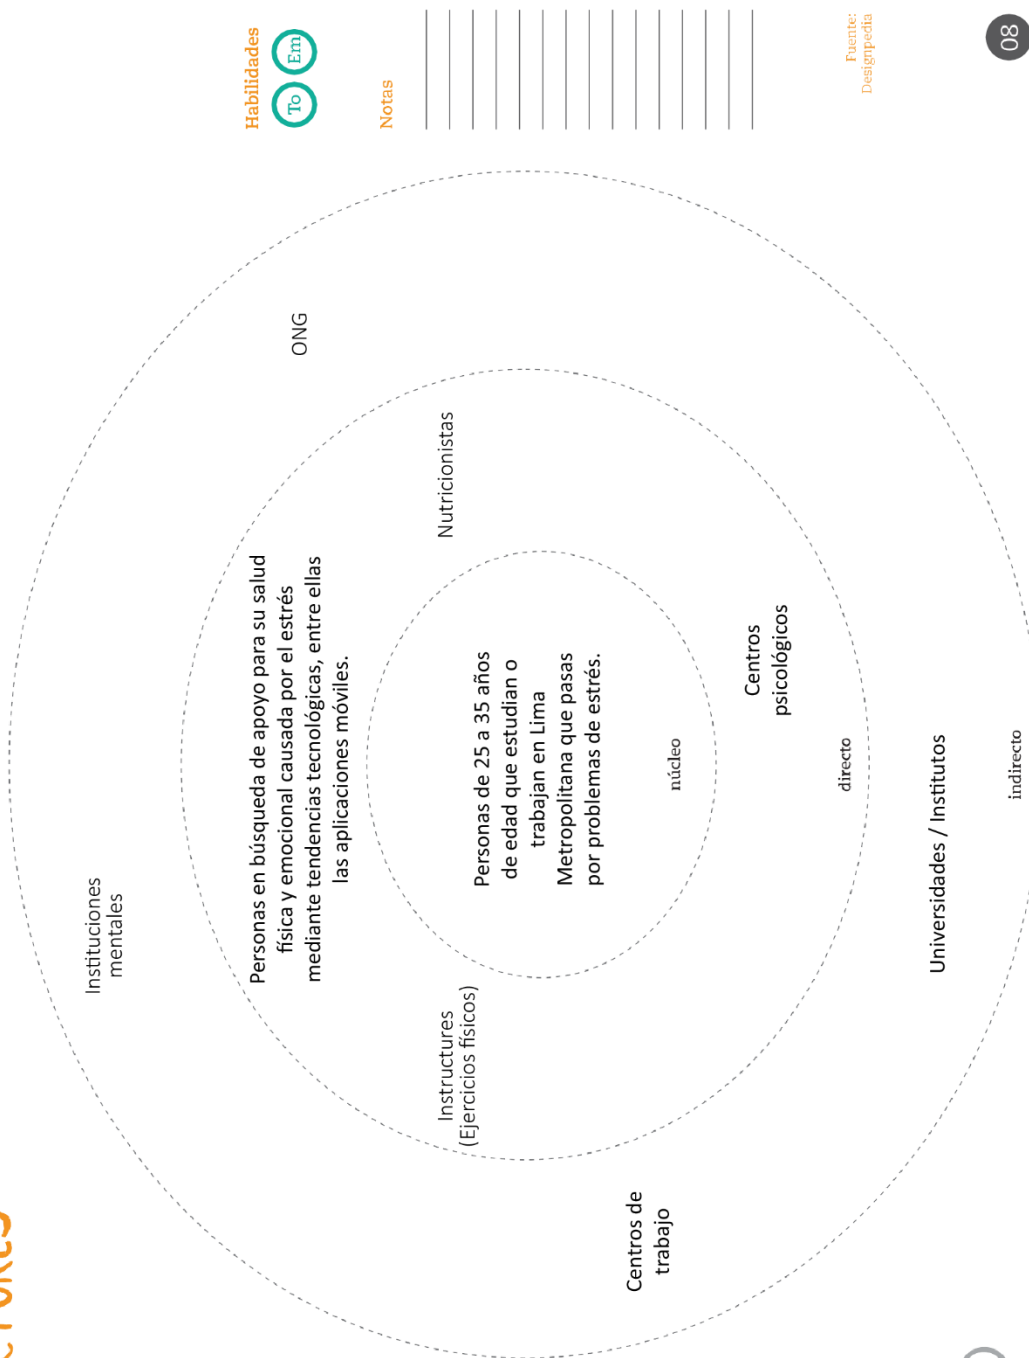 Habilidades
To Em
Notas
Fuente:
Designpedia
08
Instituciones
mentales
ONG
Personas en búsqueda de apoyo para su salud
física y emocional causada por el estrés
mediante tendencias tecnológicas, entre ellas
las aplicaciones móviles.
Nutricionistas
Instructures
(Ejercicios físicos)
Personas de 25 a 35 años
de edad que estudian o
trabajan en Lima
Metropolitana que pasas
por problemas de estrés.
núcleo
Centros
psicológicos
directo
Centros de
trabajo
Universidades / Institutos
indirecto